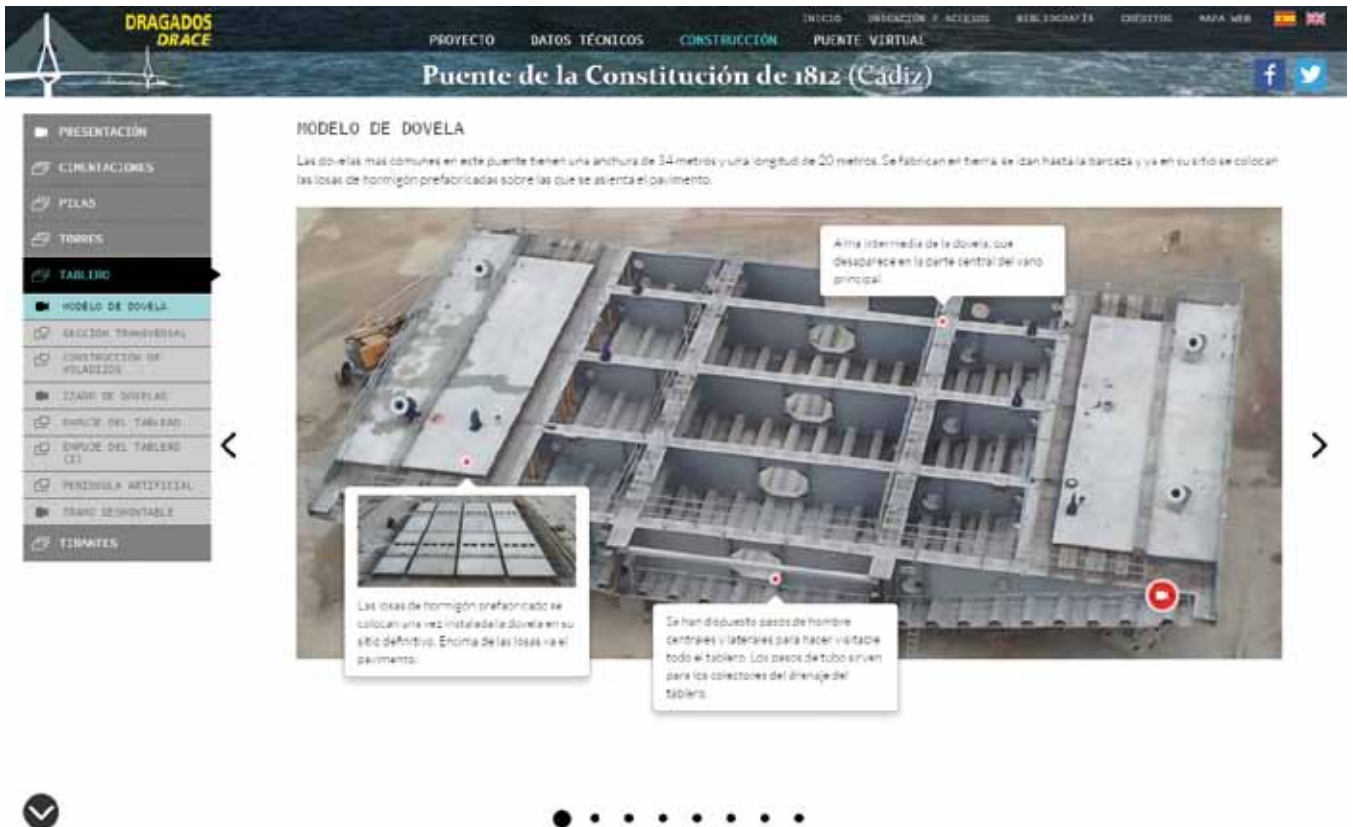 DRAGADOS
DRACE
INICIO UBICACIÓN Y ACCESOS BIBLIOGRAFÍA CRÉDITOS MAPA WEB
PROYECTO DATOS TÉCNICOS CONSTRUCCIÓN PUENTE VIRTUAL
Puente de la Constitución de 1812 (Cádiz)
PRESENTACIÓN
CIMENTACIONES
PILAS
TORRES
TABLERO
MODELO DE DOVELA
SECCIÓN TRANSVERSAL
CONSTRUCCIÓN DE
VOLADIZOS
IZADO DE DOVELAS
EMPUJE DEL TABLERO
EMPUJE DEL TABLERO
PENÍNSULA ARTIFICIAL
TRAMO DESMONTABLE
TIRANTES
MODELO DE DOVELA
Las dovelas más comunes en este puente tienen una anchura de 34 metros y una longitud de 20 metros. Se fabrican en tierra, se izan hasta la barcaza y ya en su sitio se colocan
las losas de hormigón prefabricadas sobre las que se asienta el pavimento.
Alma intermedia de la dovela, que
desaparece en la parte central del vano
principal.
Las losas de hormigón prefabricado se
colocan una vez instalada la dovela en su
sitio definitivo. Encima de las losas va el
pavimento.
Se han dispuesto pasos de hombre
centrales y laterales para hacer visitable
todo el tablero. Los pasos de tubo sirven
para los colectores del drenaje del
tablero.